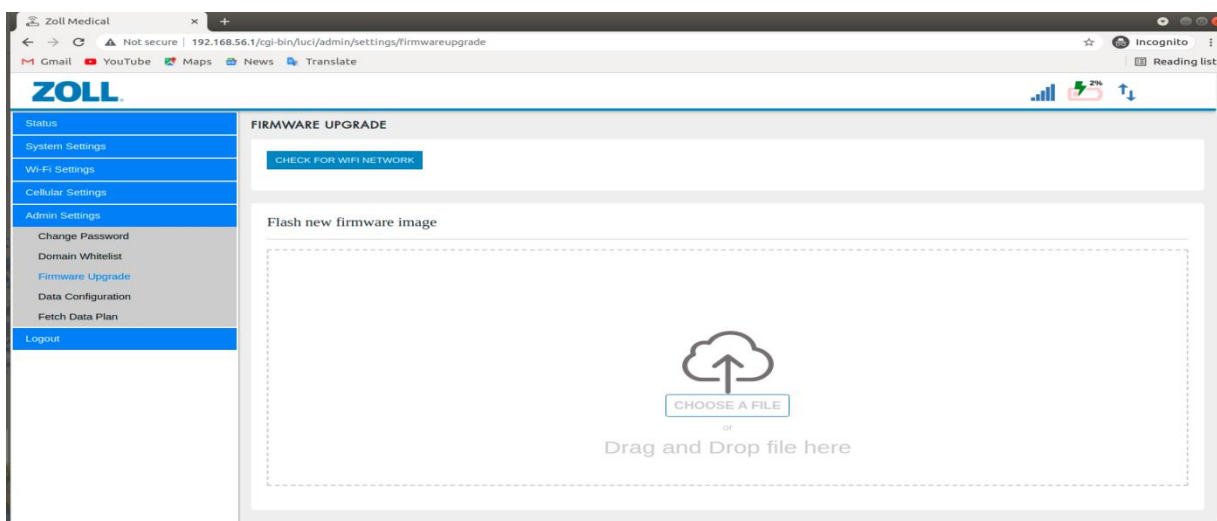 Zoll Medical
Not secure | 192.168.56.1/cgi-bin/luci/admin/settings/firmwareupgrade
Incognito
Gmail YouTube Maps News Translate
Reading list
ZOLL
2%
Status
System Settings
Wi-Fi Settings
Cellular Settings
Admin Settings
Change Password
Domain Whitelist
Firmware Upgrade
Data Configuration
Fetch Data Plan
Logout
FIRMWARE UPGRADE
CHECK FOR WIFI NETWORK
Flash new firmware image
CHOOSE A FILE
or
Drag and Drop file here